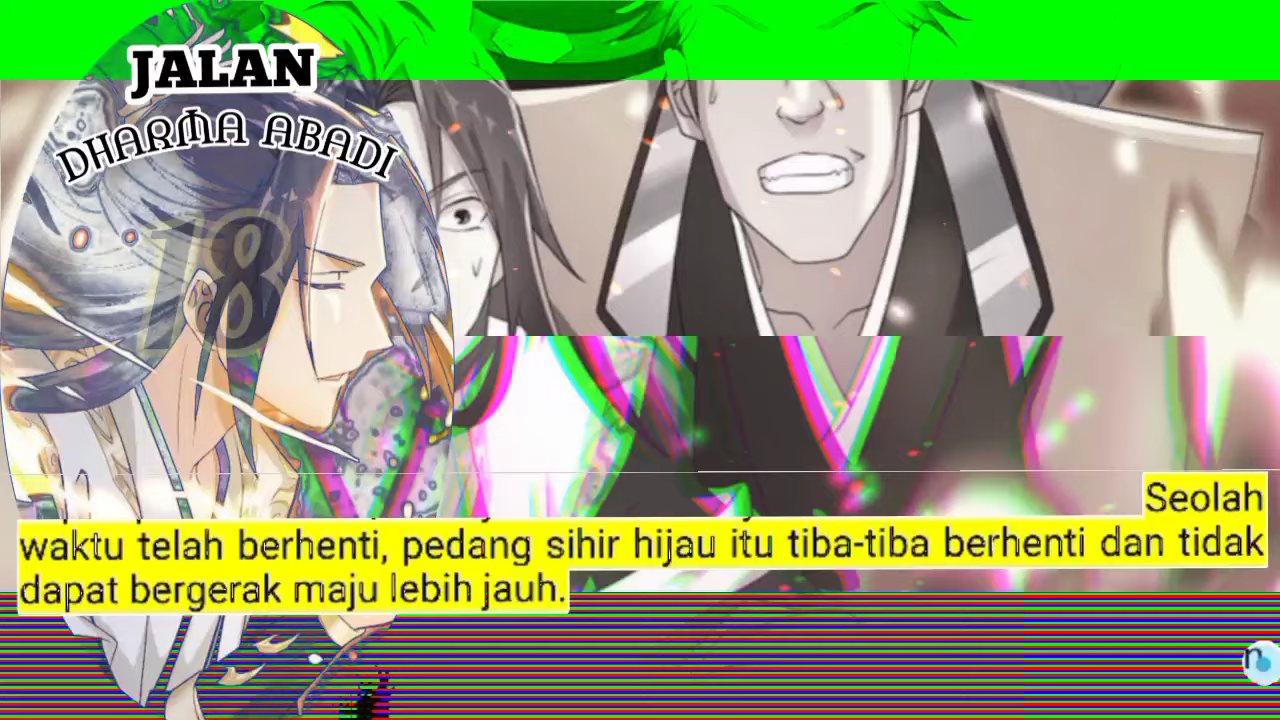 JALAN
DHARMA ABADI
18
Seolah
waktu telah berhenti, pedang sihir hijau itu tiba-tiba berhenti dan tidak
dapat bergerak maju lebih jauh.
n